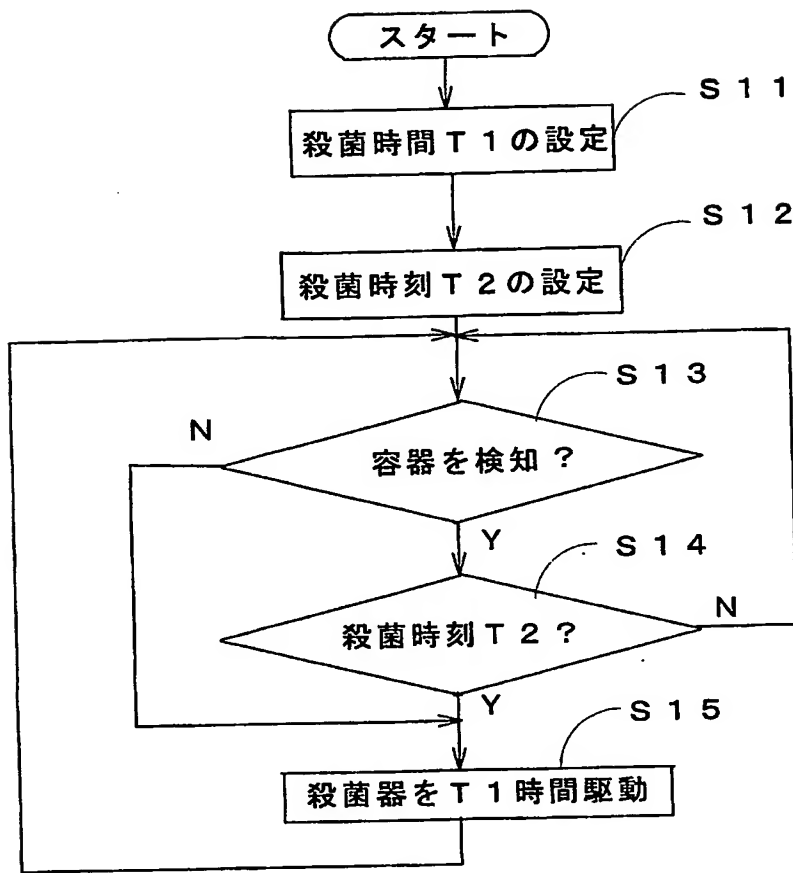 スタート
S11
殺菌時間T1の設定
S12
殺菌時刻T2の設定
S13
N
容器を検知?
Y
S14
N
殺菌時刻T2?
Y
S15
殺菌器をT1時間駆動